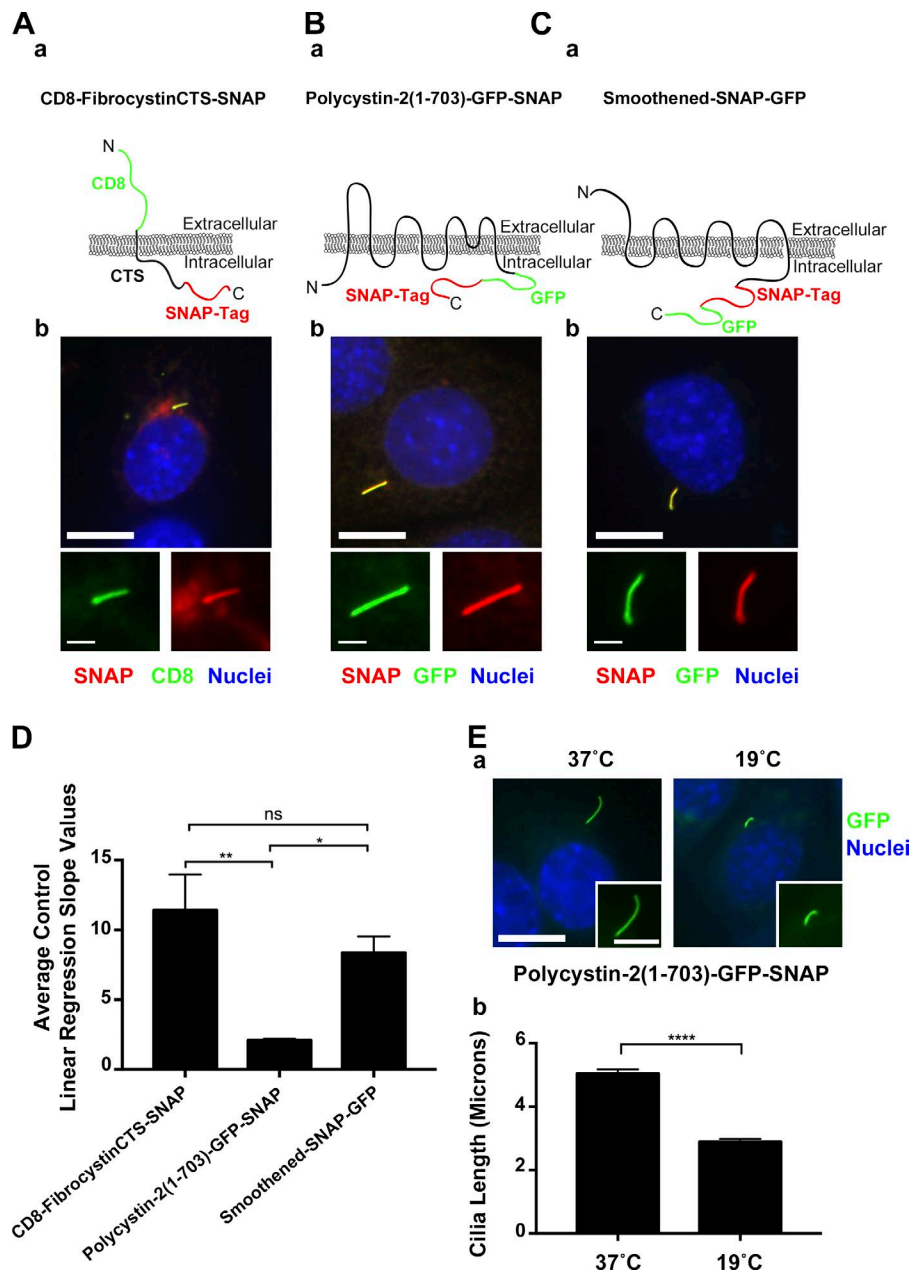 A
a
CD8-FibrocystinCTS-SNAP
N
CD8
Extracellular
Intracellular
CTS
C
SNAP-Tag
b
SNAP CD8 Nuclei
B
a
Polycystin-2(1-703)-GFP-SNAP
Extracellular
Intracellular
N
SNAP-Tag
C
GFP
b
SNAP GFP Nuclei
C
a
Smoothened-SNAP-GFP
N
Extracellular
Intracellular
SNAP-Tag
C
GFP
b
SNAP GFP Nuclei
D
Average Control
Linear Regression Slope Values
15
10
5
0
ns
**
*
CD8-FibrocystinCTS-SNAP
Polycystin-2(1-703)-GFP-SNAP
Smoothened-SNAP-GFP
E
a
37˚C
19˚C
GFP
Nuclei
Polycystin-2(1-703)-GFP-SNAP
b
Cilia Length (Microns)
6
4
2
0
****
37˚C
19˚C